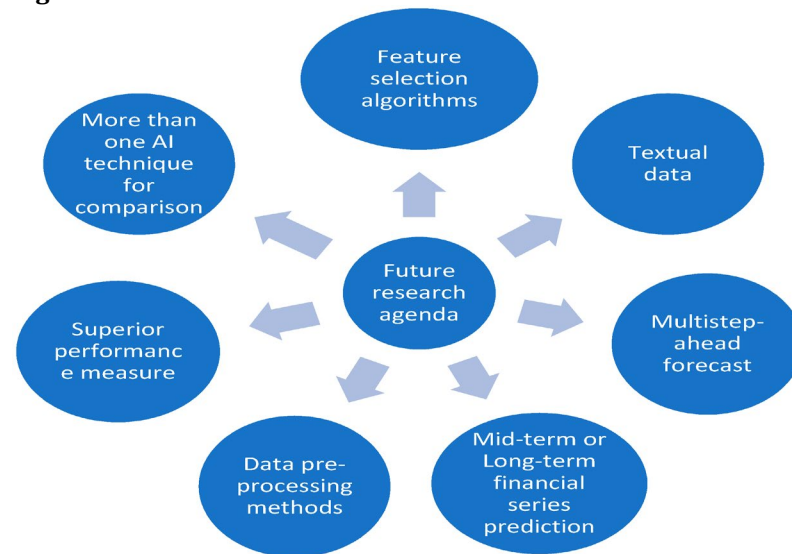 g
Feature
selection
algorithms
More than
one AI
technique
for
comparison
Textual
data
Future
research
agenda
Superior
performanc
e measure
Multistep-
ahead
forecast
Data pre-
processing
methods
Mid-term or
Long-term
financial
series
prediction